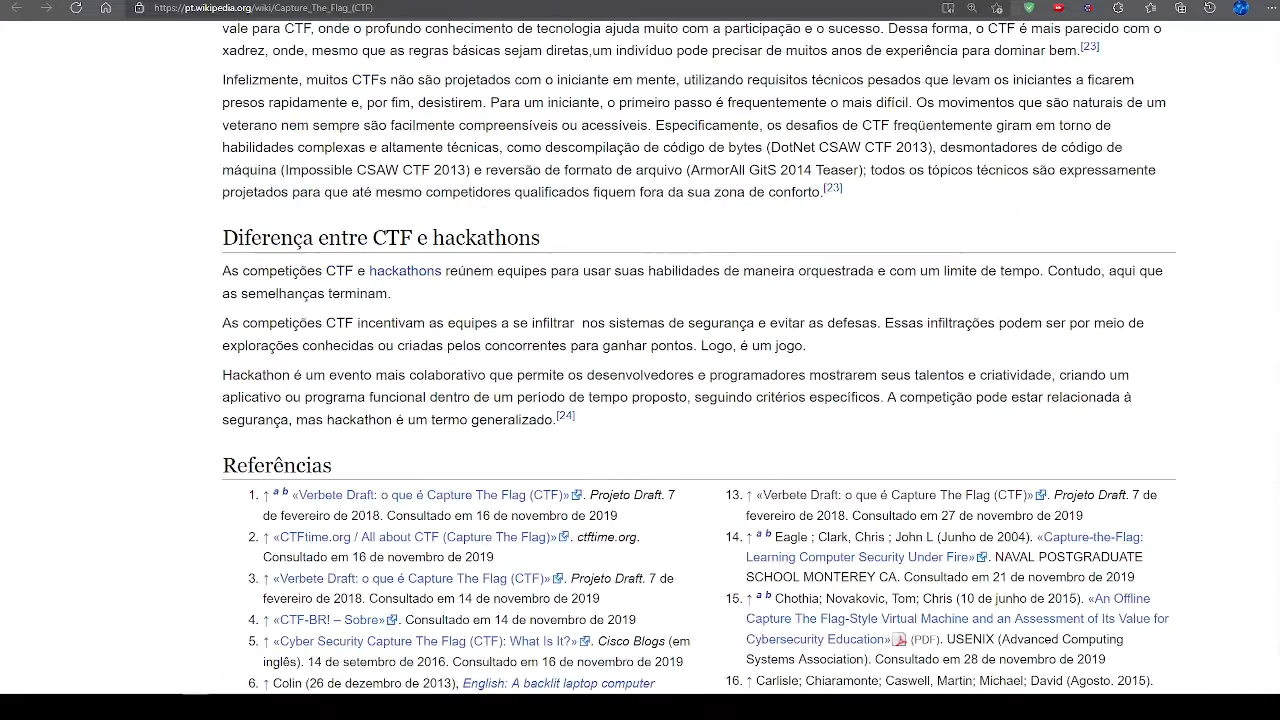 https://pt.wikipedia.org/wiki/Capture_The_Flag_(CTF)
vale para CTF, onde o profundo conhecimento de tecnologia ajuda muito com a participação e o sucesso. Dessa forma, o CTF é mais parecido com o
xadrez, onde, mesmo que as regras básicas sejam diretas,um indivíduo pode precisar de muitos anos de experiência para dominar bem.[23]
Infelizmente, muitos CTFs não são projetados com o iniciante em mente, utilizando requisitos técnicos pesados que levam os iniciantes a ficarem
presos rapidamente e, por fim, desistirem. Para um iniciante, o primeiro passo é frequentemente o mais difícil. Os movimentos que são naturais de um
veterano nem sempre são facilmente compreensíveis ou acessíveis. Especificamente, os desafios de CTF freqüentemente giram em torno de
habilidades complexas e altamente técnicas, como descompilação de código de bytes (DotNet CSAW CTF 2013), desmontadores de código de
máquina (Impossible CSAW CTF 2013) e reversão de formato de arquivo (ArmorAll GitS 2014 Teaser); todos os tópicos técnicos são expressamente
projetados para que até mesmo competidores qualificados fiquem fora da sua zona de conforto.[23]
Diferença entre CTF e hackathons
As competições CTF e hackathons reúnem equipes para usar suas habilidades de maneira orquestrada e com um limite de tempo. Contudo, aqui que
as semelhanças terminam.
As competições CTF incentivam as equipes a se infiltrar  nos sistemas de segurança e evitar as defesas. Essas infiltrações podem ser por meio de
explorações conhecidas ou criadas pelos concorrentes para ganhar pontos. Logo, é um jogo.
Hackathon é um evento mais colaborativo que permite os desenvolvedores e programadores mostrarem seus talentos e criatividade, criando um
aplicativo ou programa funcional dentro de um período de tempo proposto, seguindo critérios específicos. A competição pode estar relacionada à
segurança, mas hackathon é um termo generalizado.[24]
Referências
1. ↑ a b «Verbete Draft: o que é Capture The Flag (CTF)». Projeto Draft. 7
de fevereiro de 2018. Consultado em 16 de novembro de 2019
2. ↑ «CTFtime.org / All about CTF (Capture The Flag)». ctftime.org.
Consultado em 16 de novembro de 2019
3. ↑ «Verbete Draft: o que é Capture The Flag (CTF)». Projeto Draft. 7 de
fevereiro de 2018. Consultado em 14 de novembro de 2019
4. ↑ «CTF-BR! – Sobre». Consultado em 14 de novembro de 2019
5. ↑ «Cyber Security Capture The Flag (CTF): What Is It?». Cisco Blogs (em
inglês). 14 de setembro de 2016. Consultado em 16 de novembro de 2019
6. ↑ Colin (26 de dezembro de 2013), English: A backlit laptop computer
13. ↑ «Verbete Draft: o que é Capture The Flag (CTF)». Projeto Draft. 7 de
fevereiro de 2018. Consultado em 27 de novembro de 2019
14. ↑ a b Eagle ; Clark, Chris ; John L (Junho de 2004). «Capture-the-Flag:
Learning Computer Security Under Fire». NAVAL POSTGRADUATE
SCHOOL MONTEREY CA. Consultado em 21 de novembro de 2019
15. ↑ a b Chothia; Novakovic, Tom; Chris (10 de junho de 2015). «An Offline
Capture The Flag-Style Virtual Machine and an Assessment of Its Value for
Cybersecurity Education» (PDF). USENIX (Advanced Computing
Systems Association). Consultado em 28 de novembro de 2019
16. ↑ Carlisle; Chiaramonte; Caswell, Martin; Michael; David (Agosto. 2015).